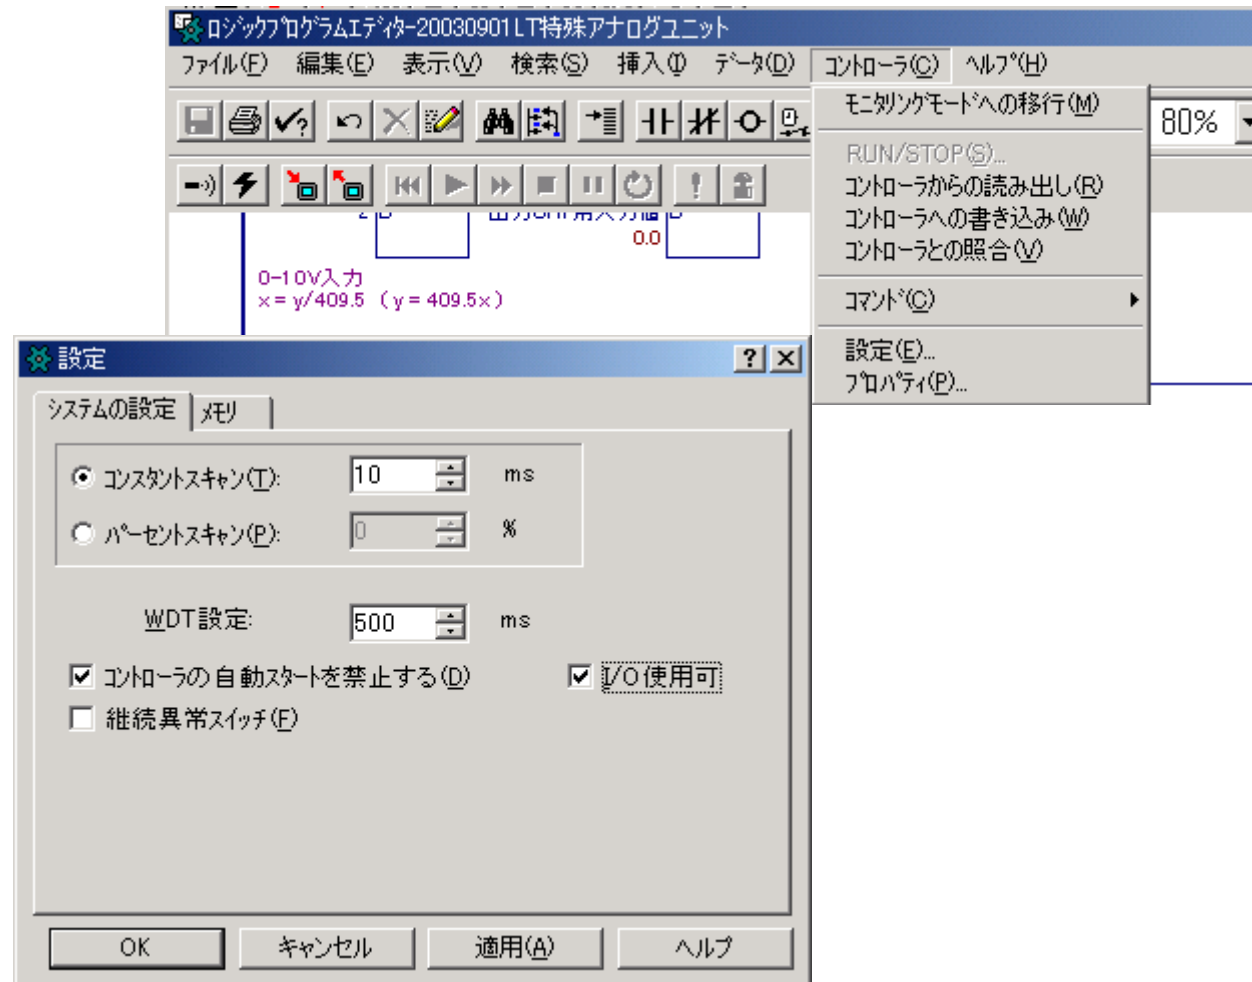 ロジックプログラムエディター-20030901LT特殊アナログユニット
ファイル(F) 編集(E) 表示(V) 検索(S) 挿入(I) データ(D) コントローラ(C) ヘルプ(H)
モニタリングモードへの移行(M)
80%
RUN/STOP(S)...
コントローラからの読み出し(R)
コントローラへの書き込み(W)
コントローラとの照合(V)
コマンド(C)
設定(E)...
プロパティ(P)...
0.0
0-10V入力
x = y/409.5 ( y = 409.5x )
設定
システムの設定 メモリ
コンスタントスキャン(T): 10 ms
パーセントスキャン(P): 0 %
WDT設定: 500 ms
コントローラの自動スタートを禁止する(D) I/O使用可
継続異常スイッチ(F)
OK キャンセル 適用(A) ヘルプ